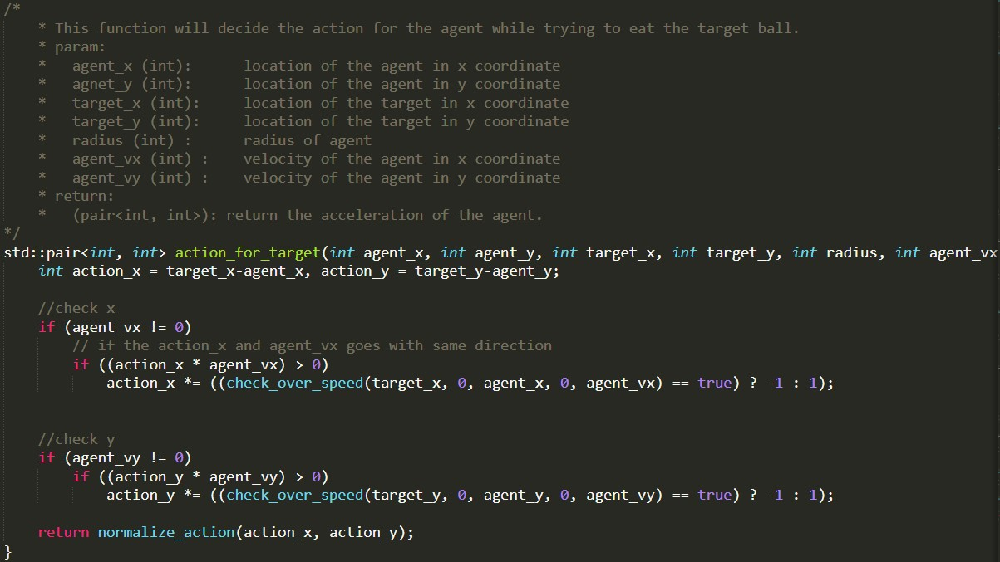 /*
* This function will decide the action for the agent while trying to eat the target ball.
* param:
* agent_x (int): location of the agent in x coordinate
* agnet_y (int): location of the agent in y coordinate
* target_x (int): location of the target in x coordinate
* target_y (int): location of the target in y coordinate
* radius (int) : radius of agent
* agent_vx (int) : velocity of the agent in x coordinate
* agent_vy (int) : velocity of the agent in y coordinate
* return:
* (pair<int, int>): return the acceleration of the agent.
*/
std::pair<int, int> action_for_target(int agent_x, int agent_y, int target_x, int target_y, int radius, int agent_vx
int action_x = target_x-agent_x, action_y = target_y-agent_y;
//check x
if (agent_vx != 0)
// if the action_x and agent_vx goes with same direction
if ((action_x * agent_vx) > 0)
action_x *= ((check_over_speed(target_x, 0, agent_x, 0, agent_vx) == true) ? -1 : 1);
//check y
if (agent_vy != 0)
if ((action_y * agent_vy) > 0)
action_y *= ((check_over_speed(target_y, 0, agent_y, 0, agent_vy) == true) ? -1 : 1);
return normalize_action(action_x, action_y);
}